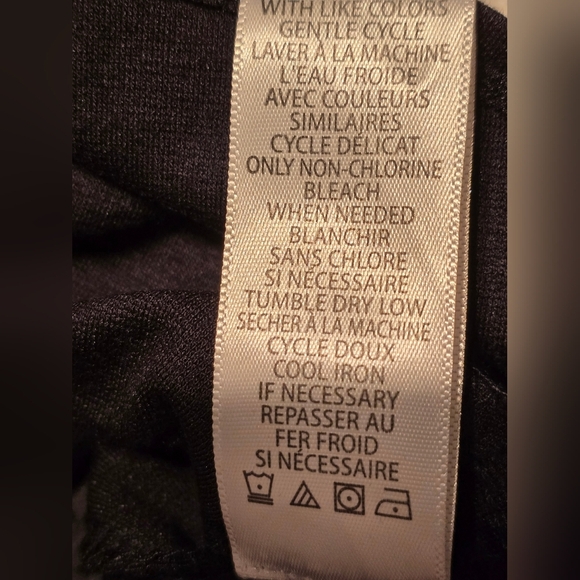 WITH LIKE COLORS
GENTLE CYCLE
LAVER À LA MACHINE
L'EAU FROIDE
AVEC COULEURS
SIMILAIRES
CYCLE DÉLICAT
ONLY NON-CHLORINE
BLEACH
WHEN NEEDED
BLANCHIR
SANS CHLORE
SI NÉCESSAIRE
TUMBLE DRY LOW
SECHER À LA MACHINE
CYCLE DOUX
COOL IRON
IF NECESSARY
REPASSER AU
FER FROID
SI NÉCESSAIRE